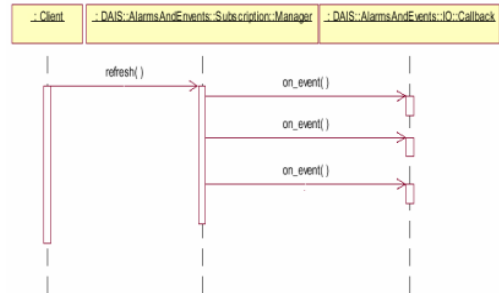 : Client
: DAIS::AlarmsAndEnvents::Subscription::Manager
: DAIS::AlarmsAndEvents::IO::Callback
refresh( )
on_event( )
on_event( )
on_event( )